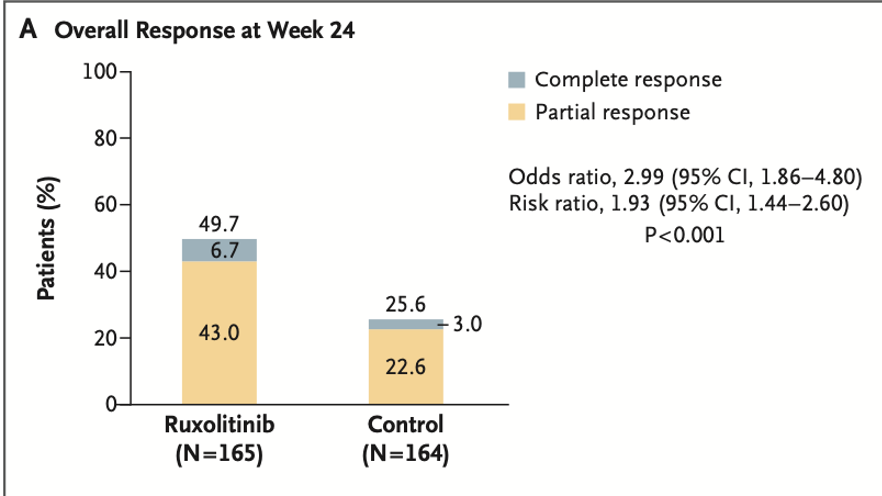 A Overall Response at Week 24
100
80
60
40
20
0
Patients (%)
Complete response
Partial response
Odds ratio, 2.99 (95% CI, 1.86–4.80)
Risk ratio, 1.93 (95% CI, 1.44–2.60)
P<0.001
49.7
6.7
43.0
25.6
3.0
22.6
Ruxolitinib
(N=165)
Control
(N=164)